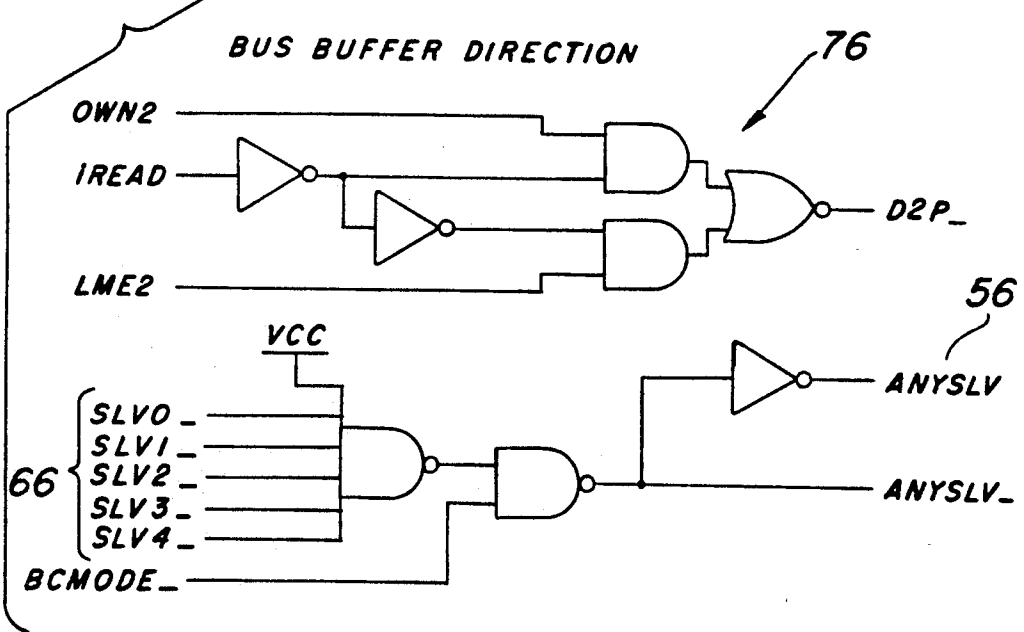 BUS BUFFER DIRECTION
76
OWN2
IREAD
D2P_
LME2
56
VCC
ANYSLV
SLV0_
SLV1_
66
SLV2_
SLV3_
ANYSLV_
SLV4_
BCMODE_